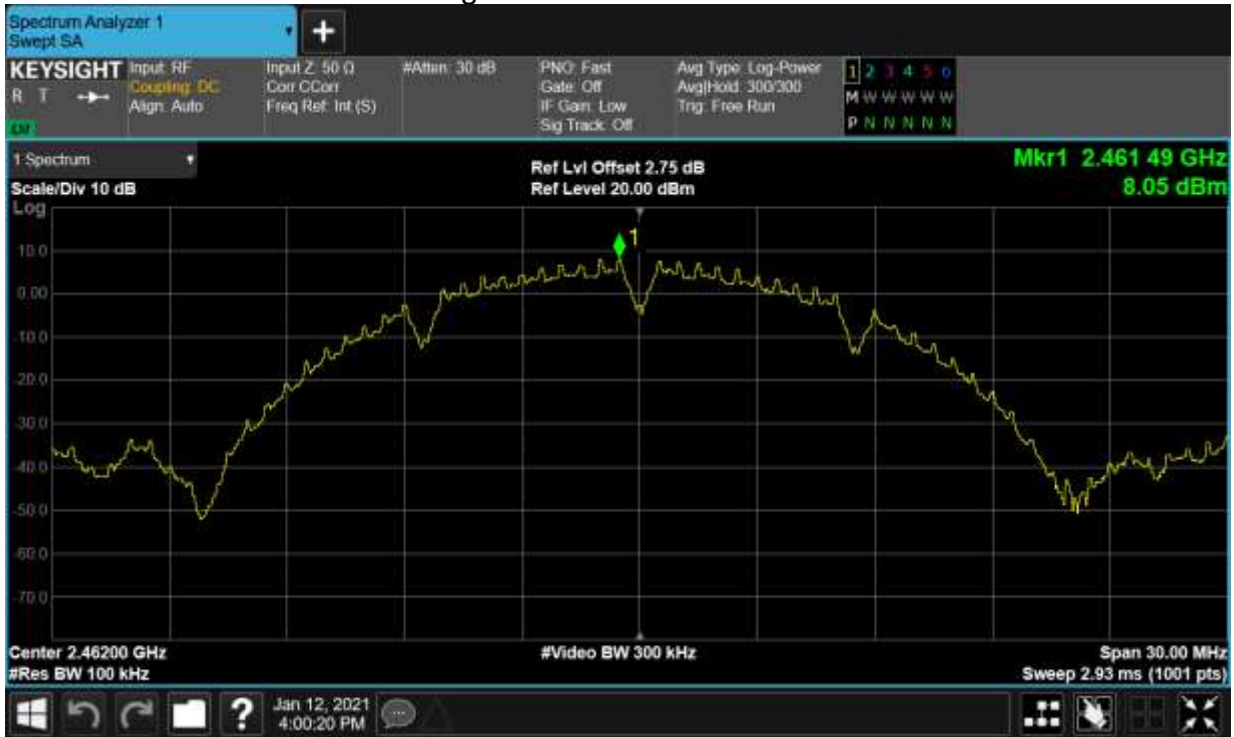 Spectrum Analyzer 1
Swept SA
+
KEYSIGHT
R T
Input: RF
Coupling: DC
Align: Auto
Input Z: 50 Ω
Corr CCorr
Freq Ref: Int (S)
#Atten: 30 dB
PNO: Fast
Gate: Off
IF Gain: Low
Sig Track: Off
Avg Type: Log-Power
Avg|Hold: 300/300
Trig: Free Run
1 2 3 4 5 6
M W W W W W
P N N N N N
1 Spectrum
Scale/Div 10 dB
Log
Ref Lvl Offset 2.75 dB
Ref Level 20.00 dBm
Mkr1 2.461 49 GHz
8.05 dBm
1
10.0
0.00
-10.0
-20.0
-30.0
-40.0
-50.0
-60.0
-70.0
Center 2.46200 GHz
#Res BW 100 kHz
#Video BW 300 kHz
Span 30.00 MHz
Sweep 2.93 ms (1001 pts)
?
Jan 12, 2021
4:00:20 PM